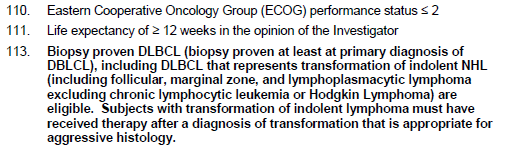 110. Eastern Cooperative Oncology Group (ECOG) performance status ≤ 2
111. Life expectancy of ≥ 12 weeks in the opinion of the Investigator
113. Biopsy proven DLBCL (biopsy proven at least at primary diagnosis of
DBLCL), including DLBCL that represents transformation of indolent NHL
(including follicular, marginal zone, and lymphoplasmacytic lymphoma
excluding chronic lymphocytic leukemia or Hodgkin Lymphoma) are
eligible. Subjects with transformation of indolent lymphoma must have
received therapy after a diagnosis of transformation that is appropriate for
aggressive histology.